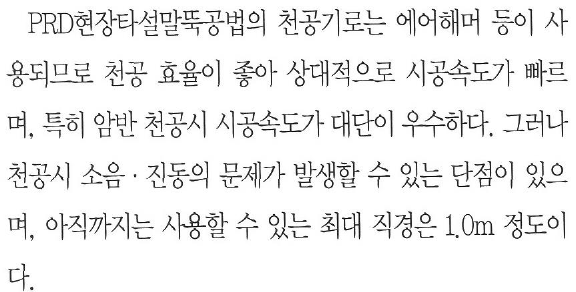 PRD현장타설말뚝공법의 천공기로는 에어해머 등이 사
용되므로 천공 효율이 좋아 상대적으로 시공속도가 빠르
며, 특히 암반 천공시 시공속도가 대단이 우수하다. 그러나
천공시 소음·진동의 문제가 발생할 수 있는 단점이 있으
며, 아직까지는 사용할 수 있는 최대 직경은 1.0m 정도이
다.